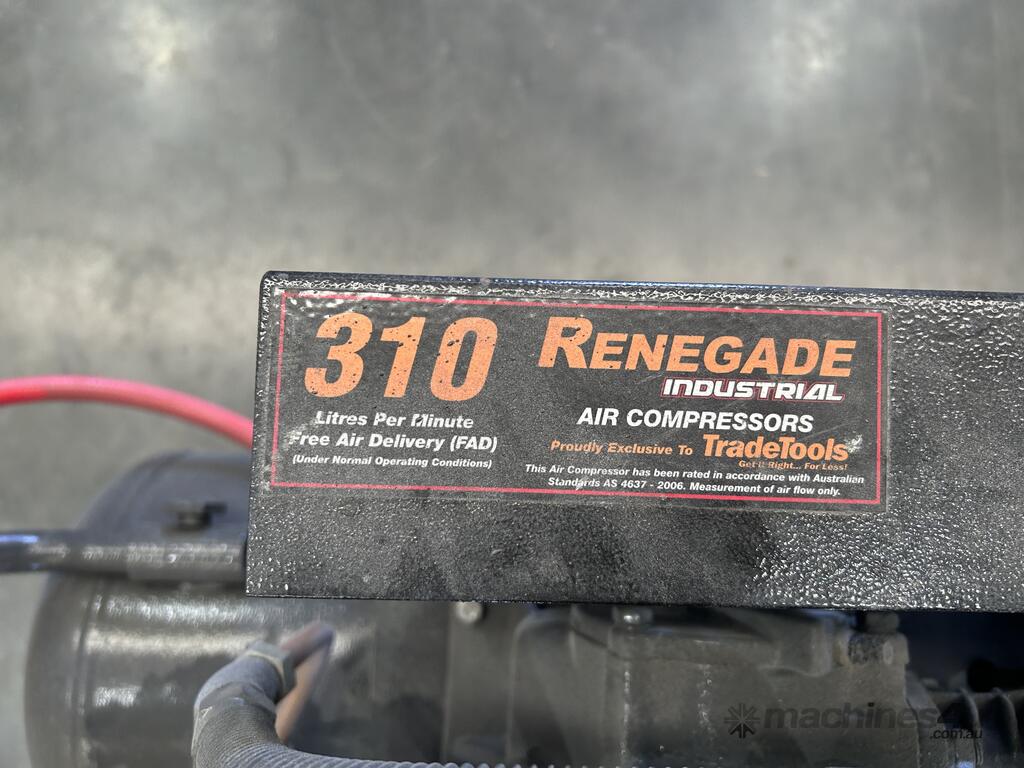 310
Litres Per Minute
Free Air Delivery (FAD)
(Under Normal Operating Conditions)
RENEGADE
INDUSTRIAL
AIR COMPRESSORS
Proudly Exclusive To TradeTools
Get it Right... For Less!
This Air Compressor has been rated in accordance with Australian
Standards AS 4637 - 2006. Measurement of air flow only.
machines4u
.com.au